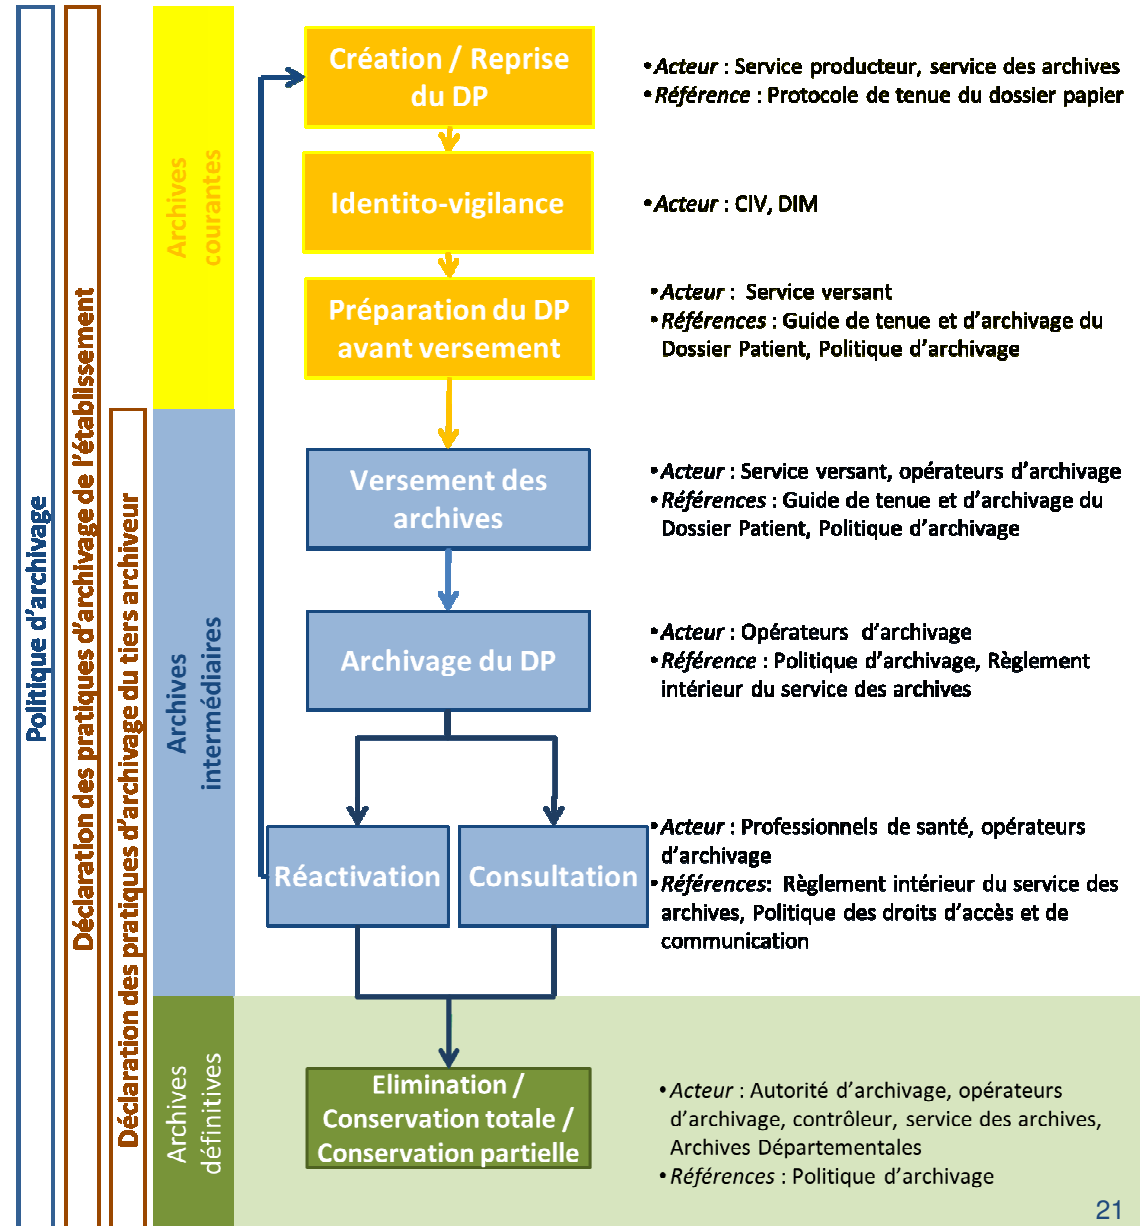 Politique d'archivage
Déclaration des pratiques d'archivage de l'établissement
Déclaration des pratiques d'archivage du tiers archiveur
Archives
courantes
Création / Reprise
du DP
•Acteur : Service producteur, service des archives
•Référence : Protocole de tenue du dossier papier
Identito-vigilance
•Acteur : CIV, DIM
Préparation du DP
avant versement
•Acteur : Service versant
•Références : Guide de tenue et d'archivage du
Dossier Patient, Politique d'archivage
Archives
intermédiaires
Versement des
archives
•Acteur : Service versant, opérateurs d'archivage
•Références : Guide de tenue et d'archivage du
Dossier Patient, Politique d'archivage
Archivage du DP
•Acteur : Opérateurs d'archivage
•Référence : Politique d'archivage, Règlement
intérieur du service des archives
Réactivation
Consultation
•Acteur : Professionnels de santé, opérateurs
d'archivage
•Références: Règlement intérieur du service des
archives, Politique des droits d'accès et de
communication
Archives
définitives
Elimination /
Conservation totale /
Conservation partielle
•Acteur : Autorité d'archivage, opérateurs
d'archivage, contrôleur, service des archives,
Archives Départementales
•Références : Politique d'archivage
21